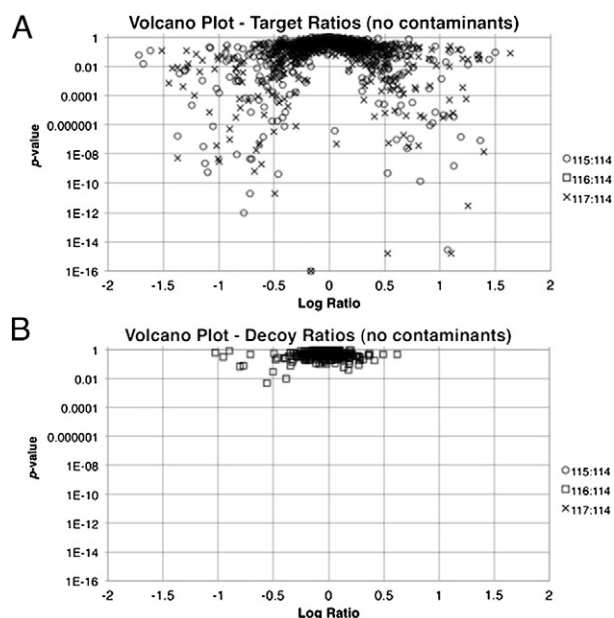 A
Volcano Plot - Target Ratios (no contaminants)
1
0.01
0.0001
0.000001
1E-08
1E-10
1E-12
1E-14
1E-16
p-value
-2 -1.5 -1 -0.5 0 0.5 1 1.5 2
Log Ratio
115:114
116:114
117:114
B
Volcano Plot - Decoy Ratios (no contaminants)
1
0.01
0.0001
0.000001
1E-08
1E-10
1E-12
1E-14
1E-16
p-value
-2 -1.5 -1 -0.5 0 0.5 1 1.5 2
Log Ratio
115:114
116:114
117:114